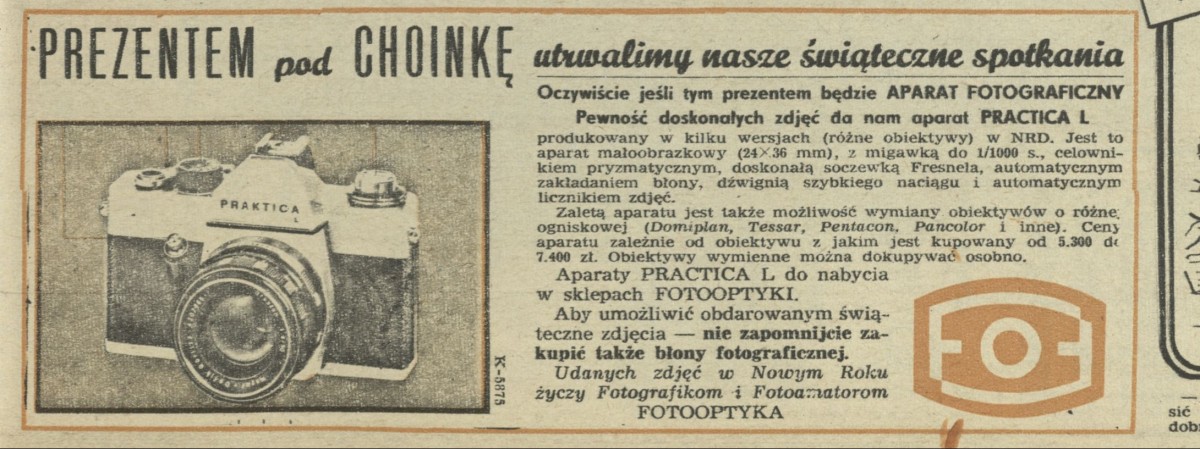 PREZENTEM pod CHOINKĘ
utrwalimy nasze świąteczne spotkania
Oczywiście jeśli tym prezentem będzie APARAT FOTOGRAFICZNY
Pewność doskonałych zdjęć da nam aparat PRACTICA L
produkowany w kilku wersjach (różne obiektywy) w NRD. Jest to
aparat małoobrazkowy (24×36 mm), z migawką do 1/1000 s., celowni-
kiem pryzmatycznym, doskonałą soczewką Fresnela, automatycznym
zakładaniem błony, dźwignią szybkiego naciągu i automatycznym
licznikiem zdjęć.
Zaletą aparatu jest także możliwość wymiany obiektywów o różnej
ogniskowej (Domiplan, Tessar, Pentacon, Pancolor i inne). Ceny
aparatu zależnie od obiektywu z jakim jest kupowany od 5.300 do
7.400 zł. Obiektywy wymienne można dokupywać osobno.
Aparaty PRACTICA L do nabycia
w sklepach FOTOOPTYKI.
Aby umożliwić obdarowanym świą-
teczne zdjęcia — nie zapomnijcie za-
kupić także błony fotograficznej.
Udanych zdjęć w Nowym Roku
życzy Fotografikom i Fotoamatorom
FOTOOPTYKA
PRAKTICA
L
K-5875
sić
dob